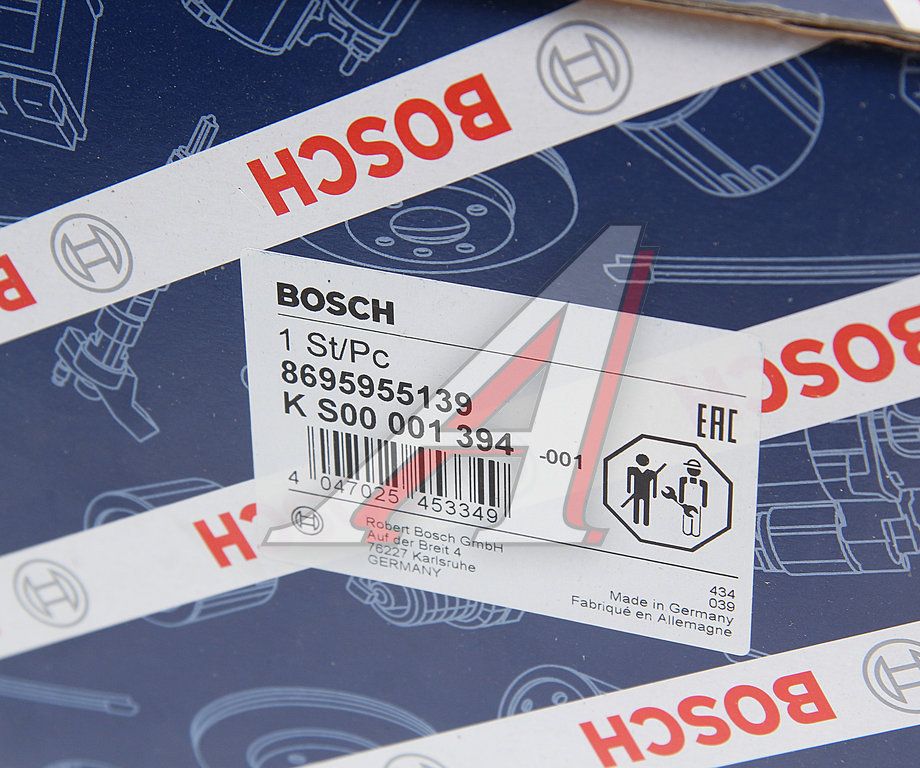 BOSCH
BOSCH
1 St/Pc
8695955139
K S00 001 394
-001
EAC
4 047025 453349
Robert Bosch GmbH
Auf der Breit 4
76227 Karlsruhe
GERMANY
434
039
Made in Germany
Fabriqué en Allemagne
BOSCH
BOSCH